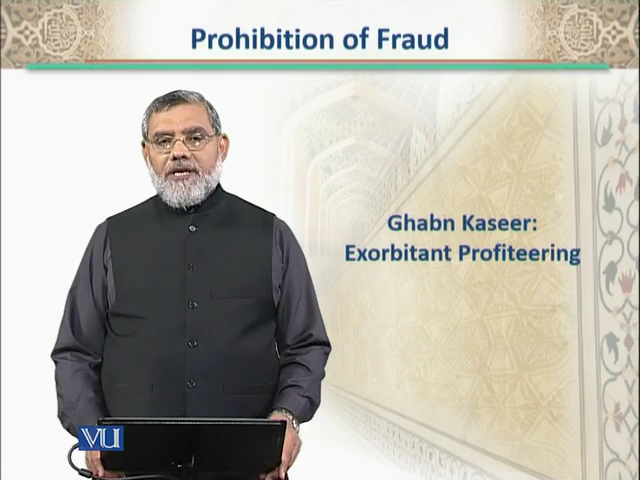 Prohibition of Fraud
Ghabn Kaseer:
Exorbitant Profiteering
VU